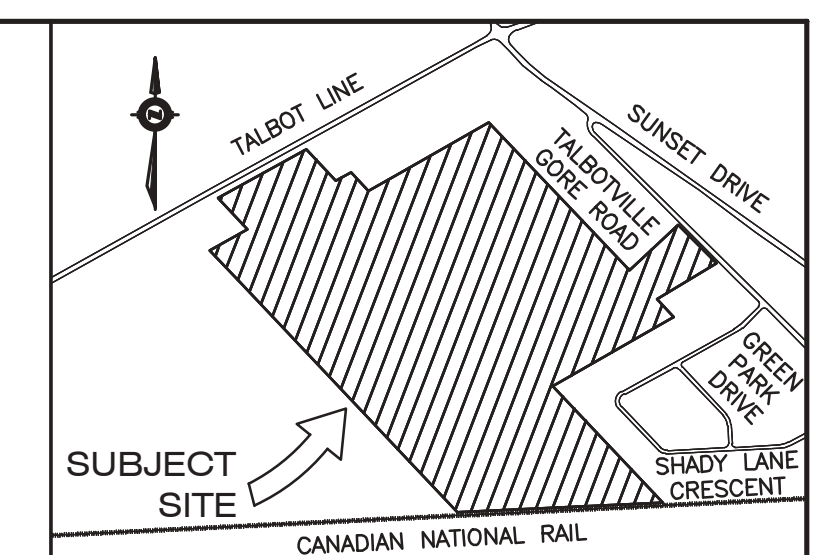 TALBOT LINE
SUNSET DRIVE
TALBOTVILLE
GORE ROAD
GREEN
PARK
DRIVE
SUBJECT
SITE
SHADY LANE
CRESCENT
CANADIAN NATIONAL RAIL
N